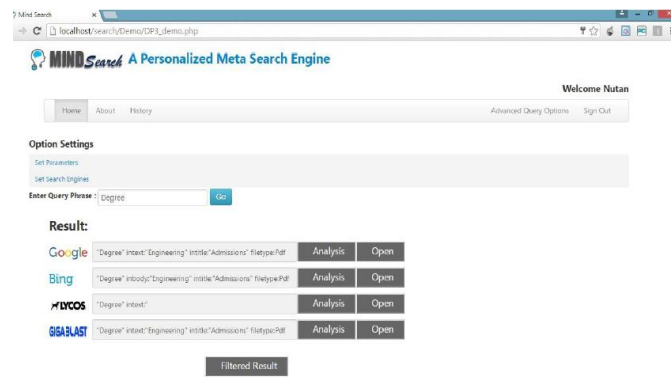 Mind Search
localhost/search/Demo/DP3_demo.php
MIND Search A Personalized Meta Search Engine
Welcome Nutan
Home About History Advanced Query Options Sign Out
Option Settings
Set Parameters
Set Search Engines
Enter Query Phrase : Degree Go
Result:
Google "Degree" intext:"Engineering" intitle:"Admissions" filetype:Pdf Analysis Open
Bing "Degree" inbody:"Engineering" intitle:"Admissions" filetype:Pdf Analysis Open
LYCOS "Degree" intext:" Analysis Open
GIGABLAST "Degree" intext:"Engineering" intitle:"Admissions" filetype:Pdf Analysis Open
Filtered Result